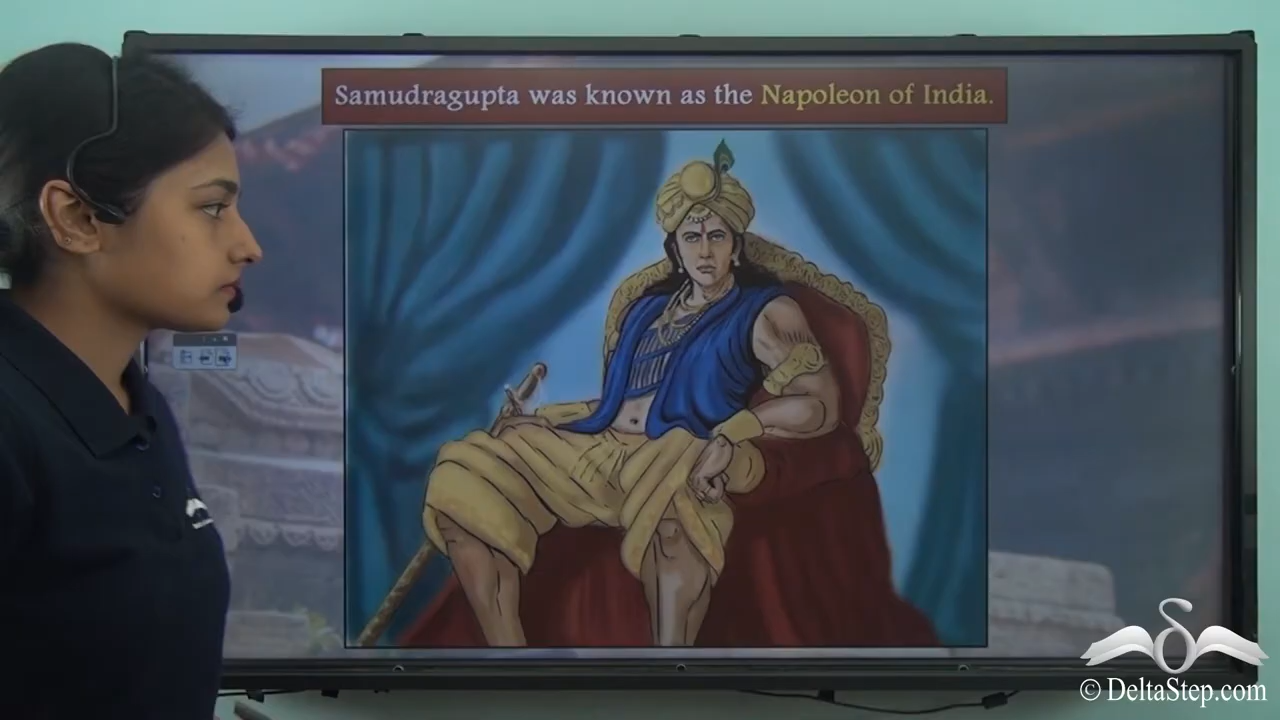 Samudragupta was known as the Napoleon of India.
© DeltaStep.com